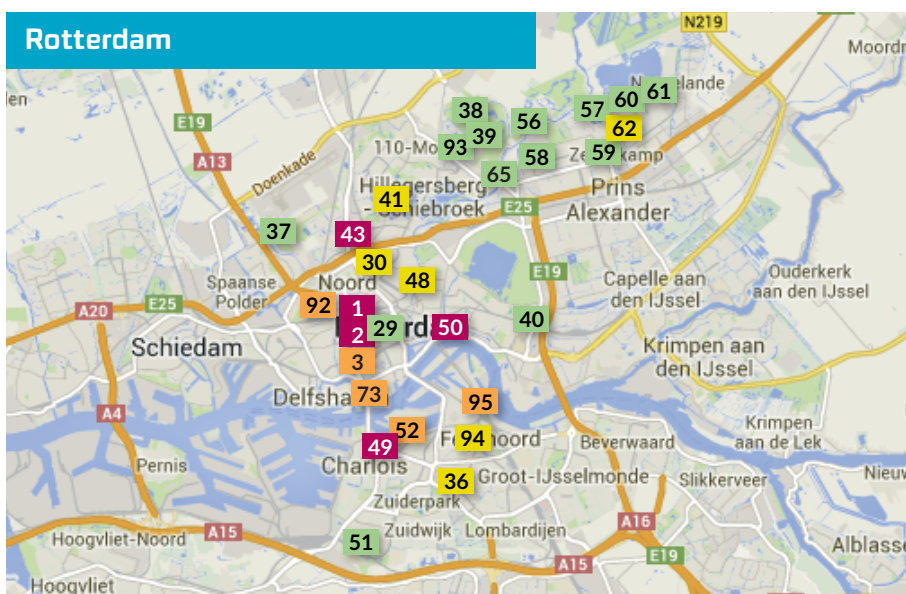 Rotterdam
N219
Moordr
en
61
60
38
57
E19
56
62
39
110-Mo
93
59
58
A13
65
Doenkade
Hillegersberg
Prins
41
- Schiebroek
E25
Alexander
37
43
30
E19
Ouderkerk
aan den IJssel
Spaanse
Polder
Noord
48
Capelle aan
den IJssel
E25
92
1
A20
40
2
29
50
Schiedam
Krimpen aan
den IJssel
3
Delfsha
73
95
A4
52
94
Krimpen
aan de Lek
49
Beverwaard
Pernis
Charlois
36
Groot-IJsselmonde
Slikkerveer
Nieuw
Zuiderpark
A15
Zuidwijk
Lombardijen
A16
Hoogvliet-Noord
51
E19
Alblasse
A15
Hoogvliet